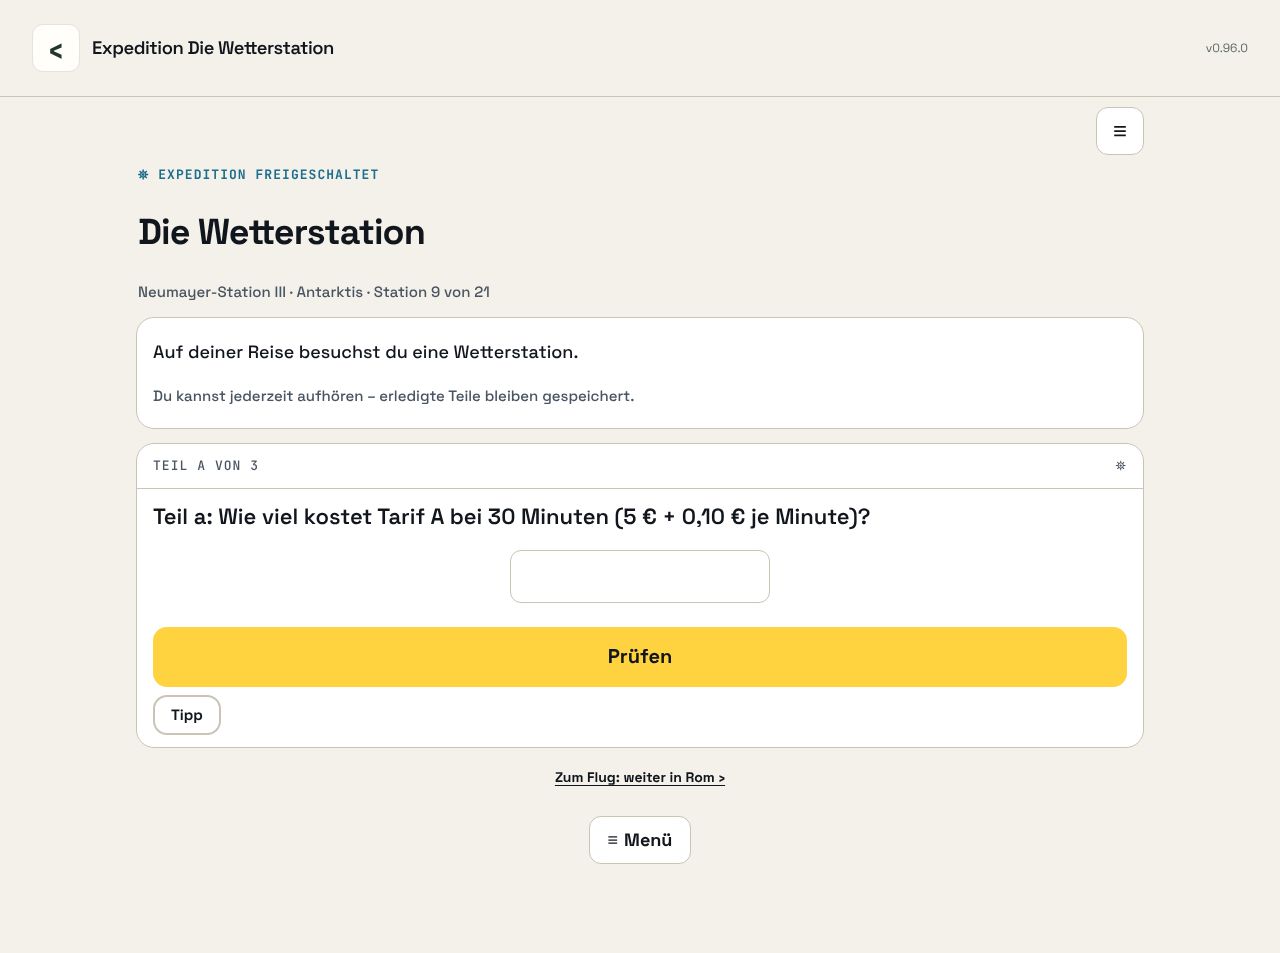 < Expedition Die Wetterstation
v0.96.0
≡
⎈ EXPEDITION FREIGESCHALTET
Die Wetterstation
Neumayer-Station III · Antarktis · Station 9 von 21
Auf deiner Reise besuchst du eine Wetterstation.
Du kannst jederzeit aufhören – erledigte Teile bleiben gespeichert.
TEIL A VON 3
Teil a: Wie viel kostet Tarif A bei 30 Minuten (5 € + 0,10 € je Minute)?
Prüfen
Tipp
Zum Flug: weiter in Rom >
≡ Menü